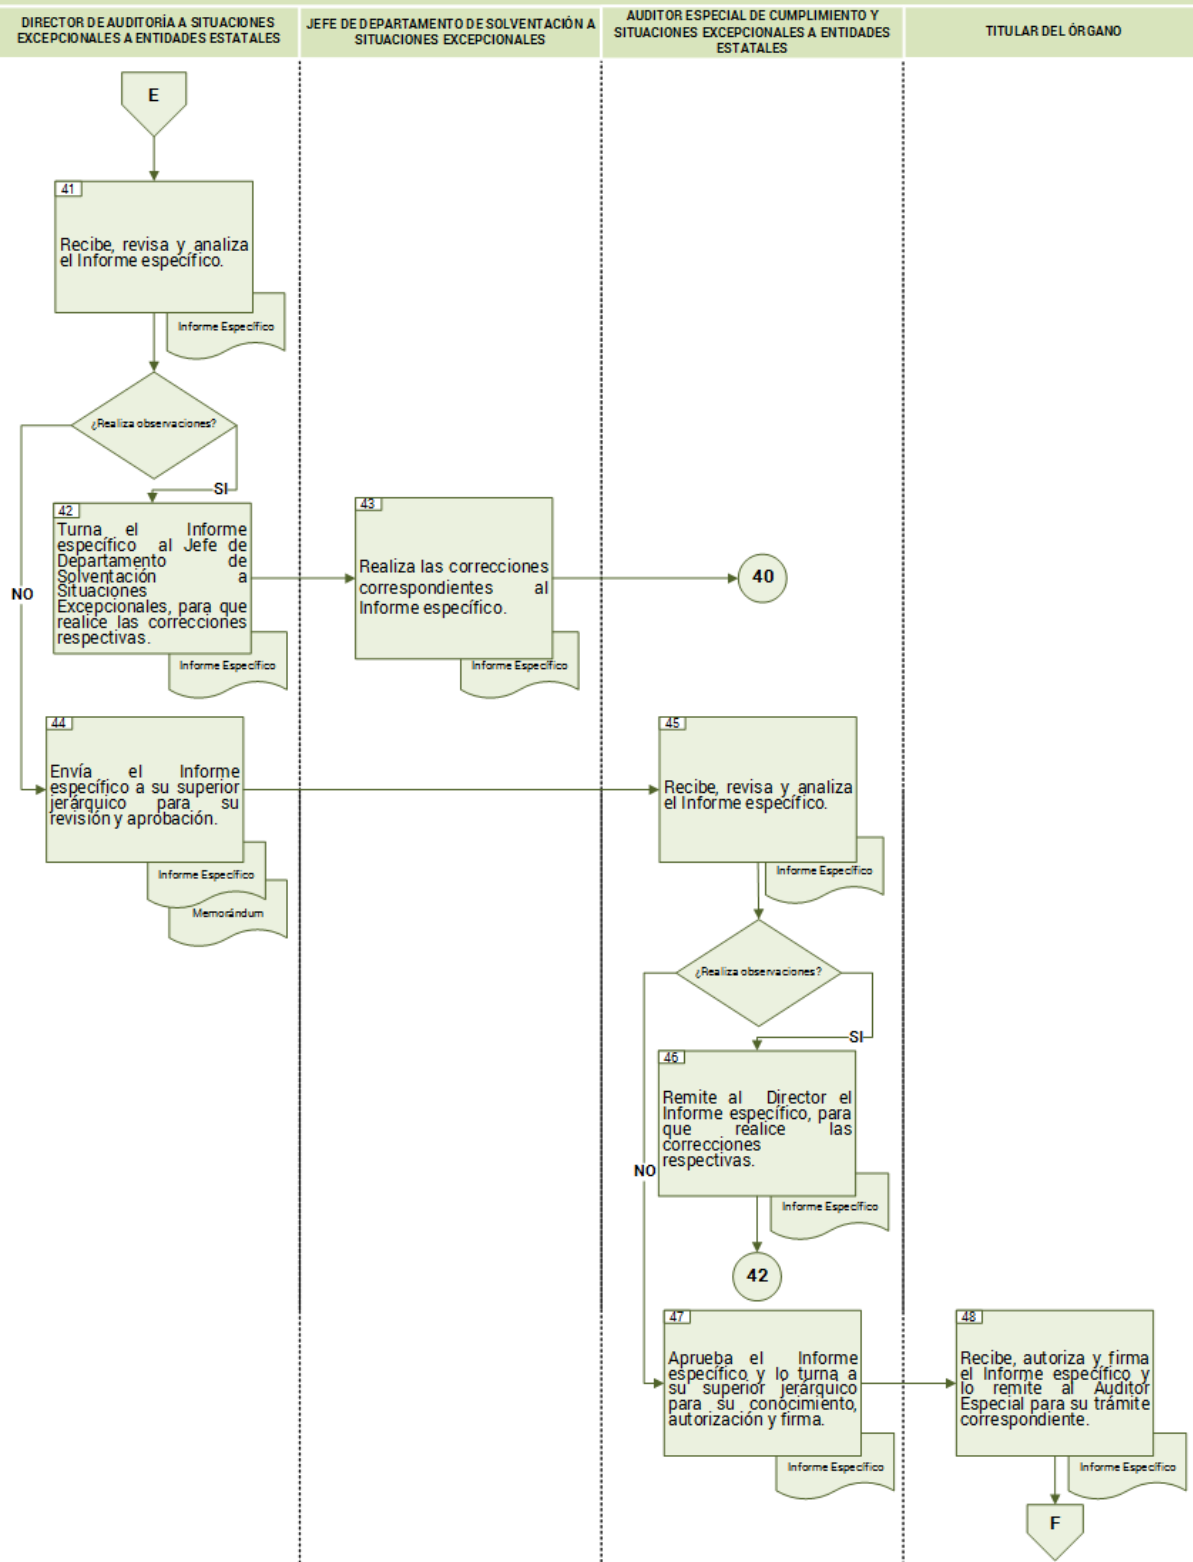 DIRECTOR DE AUDITORÍA A SITUACIONES
EXCEPCIONALES A ENTIDADES ESTATALES
JEFE DE DEPARTAMENTO DE SOLVENTACIÓN A
SITUACIONES EXCEPCIONALES
AUDITOR ESPECIAL DE CUMPLIMIENTO Y
SITUACIONES EXCEPCIONALES A ENTIDADES
ESTATALES
TITULAR DEL ÓRGANO
E
41
Recibe, revisa y analiza
el Informe específico.
Informe Específico
¿Realiza observaciones?
SI
NO
42
Turna el Informe
específico al Jefe de
Departamento de
Solventación a
Situaciones
Excepcionales, para que
realice las correcciones
respectivas.
Informe Específico
43
Realiza las correcciones
correspondientes al
Informe específico.
Informe Específico
40
44
Envía el Informe
específico a su superior
jerárquico para su
revisión y aprobación.
Informe Específico
Memorándum
45
Recibe, revisa y analiza
el Informe específico.
Informe Específico
¿Realiza observaciones?
SI
NO
46
Remite al Director el
Informe específico, para
que realice las
correcciones
respectivas.
Informe Específico
42
47
Aprueba el Informe
específico y lo turna a
su superior jerárquico
para su conocimiento,
autorización y firma.
Informe Específico
48
Recibe, autoriza y firma
el Informe específico y
lo remite al Auditor
Especial para su trámite
correspondiente.
Informe Específico
F